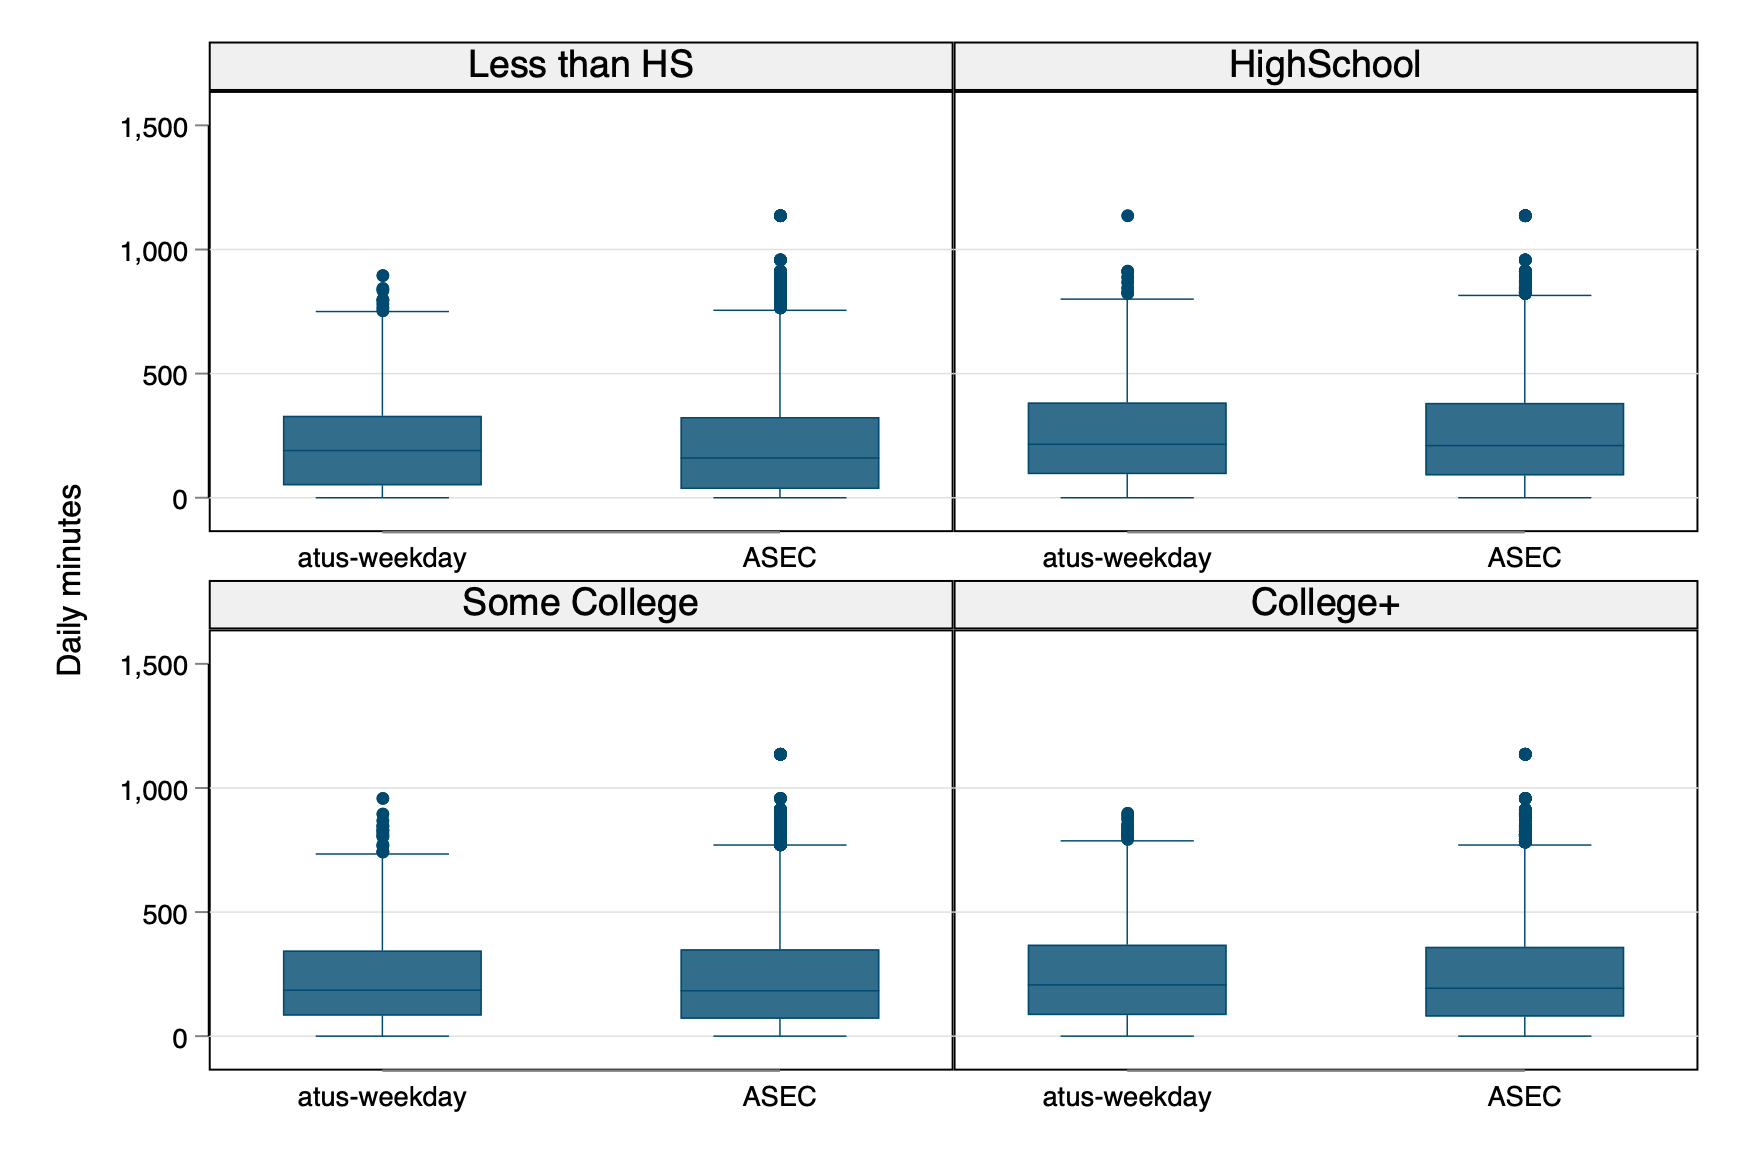 Daily minutes
Less than HS
HighSchool
1,500
1,000
500
0
atus-weekday
ASEC
atus-weekday
ASEC
Some College
College+
1,500
1,000
500
0
atus-weekday
ASEC
atus-weekday
ASEC